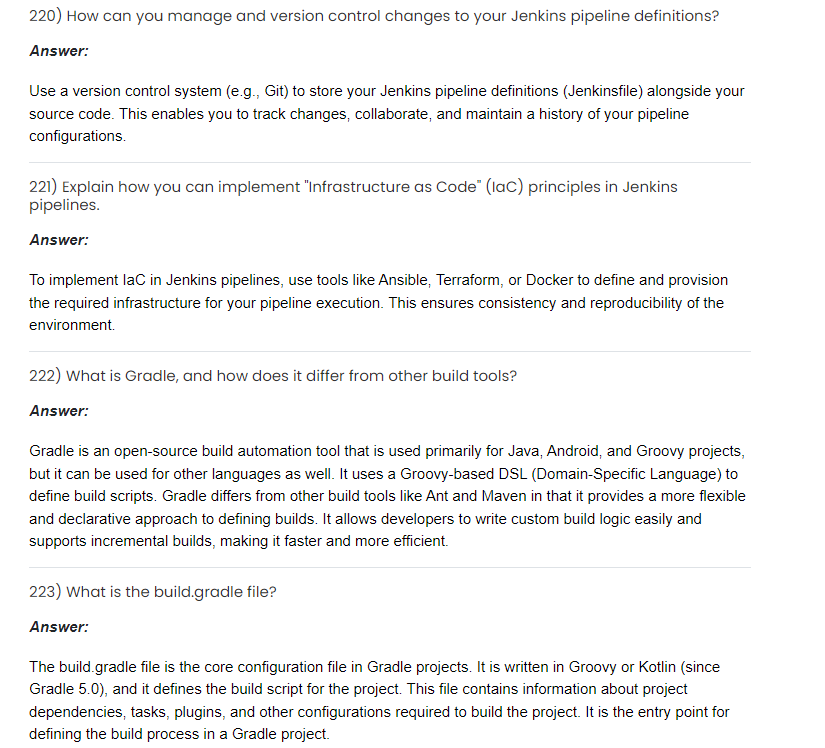 220) How can you manage and version control changes to your Jenkins pipeline definitions?
Answer:
Use a version control system (e.g., Git) to store your Jenkins pipeline definitions (Jenkinsfile) alongside your
source code. This enables you to track changes, collaborate, and maintain a history of your pipeline
configurations.
221) Explain how you can implement "Infrastructure as Code" (IaC) principles in Jenkins
pipelines.
Answer:
To implement IaC in Jenkins pipelines, use tools like Ansible, Terraform, or Docker to define and provision
the required infrastructure for your pipeline execution. This ensures consistency and reproducibility of the
environment.
222) What is Gradle, and how does it differ from other build tools?
Answer:
Gradle is an open-source build automation tool that is used primarily for Java, Android, and Groovy projects,
but it can be used for other languages as well. It uses a Groovy-based DSL (Domain-Specific Language) to
define build scripts. Gradle differs from other build tools like Ant and Maven in that it provides a more flexible
and declarative approach to defining builds. It allows developers to write custom build logic easily and
supports incremental builds, making it faster and more efficient.
223) What is the build.gradle file?
Answer:
The build.gradle file is the core configuration file in Gradle projects. It is written in Groovy or Kotlin (since
Gradle 5.0), and it defines the build script for the project. This file contains information about project
dependencies, tasks, plugins, and other configurations required to build the project. It is the entry point for
defining the build process in a Gradle project.